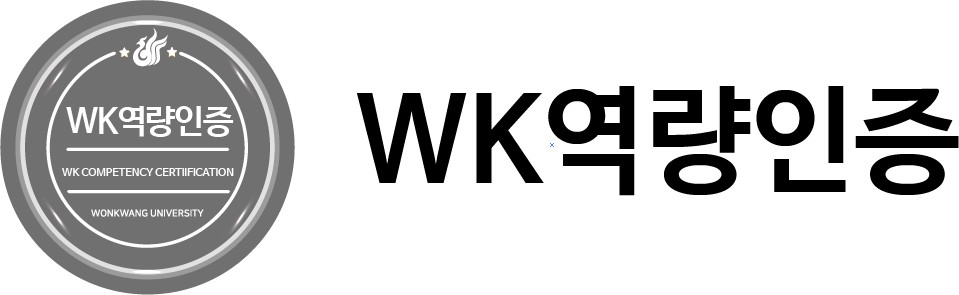 WK역량인증
WK COMPETENCY CERTIIFICATION
WONKWANG UNIVERSITY
WK역량인증